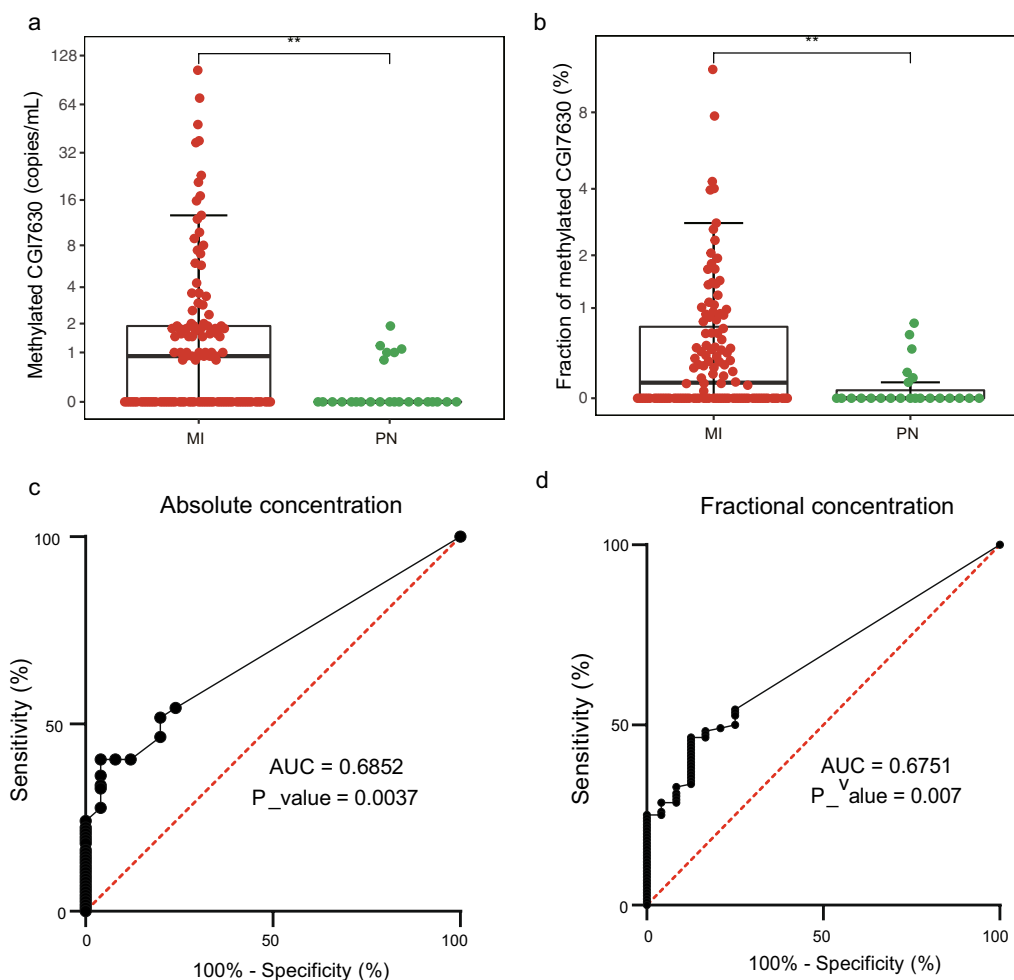 a
**
Methylated CGI7630 (copies/mL)
128
64
32
16
8
4
2
1
0
MI
PN
b
**
Fraction of methylated CGI7630 (%)
8
4
2
1
0
MI
PN
c
Absolute concentration
Sensitivity (%)
100
50
0
AUC = 0.6852
P_value = 0.0037
0
50
100
100% - Specificity (%)
d
Fractional concentration
Sensitivity (%)
100
50
0
AUC = 0.6751
P_value = 0.007
0
50
100
100% - Specificity (%)